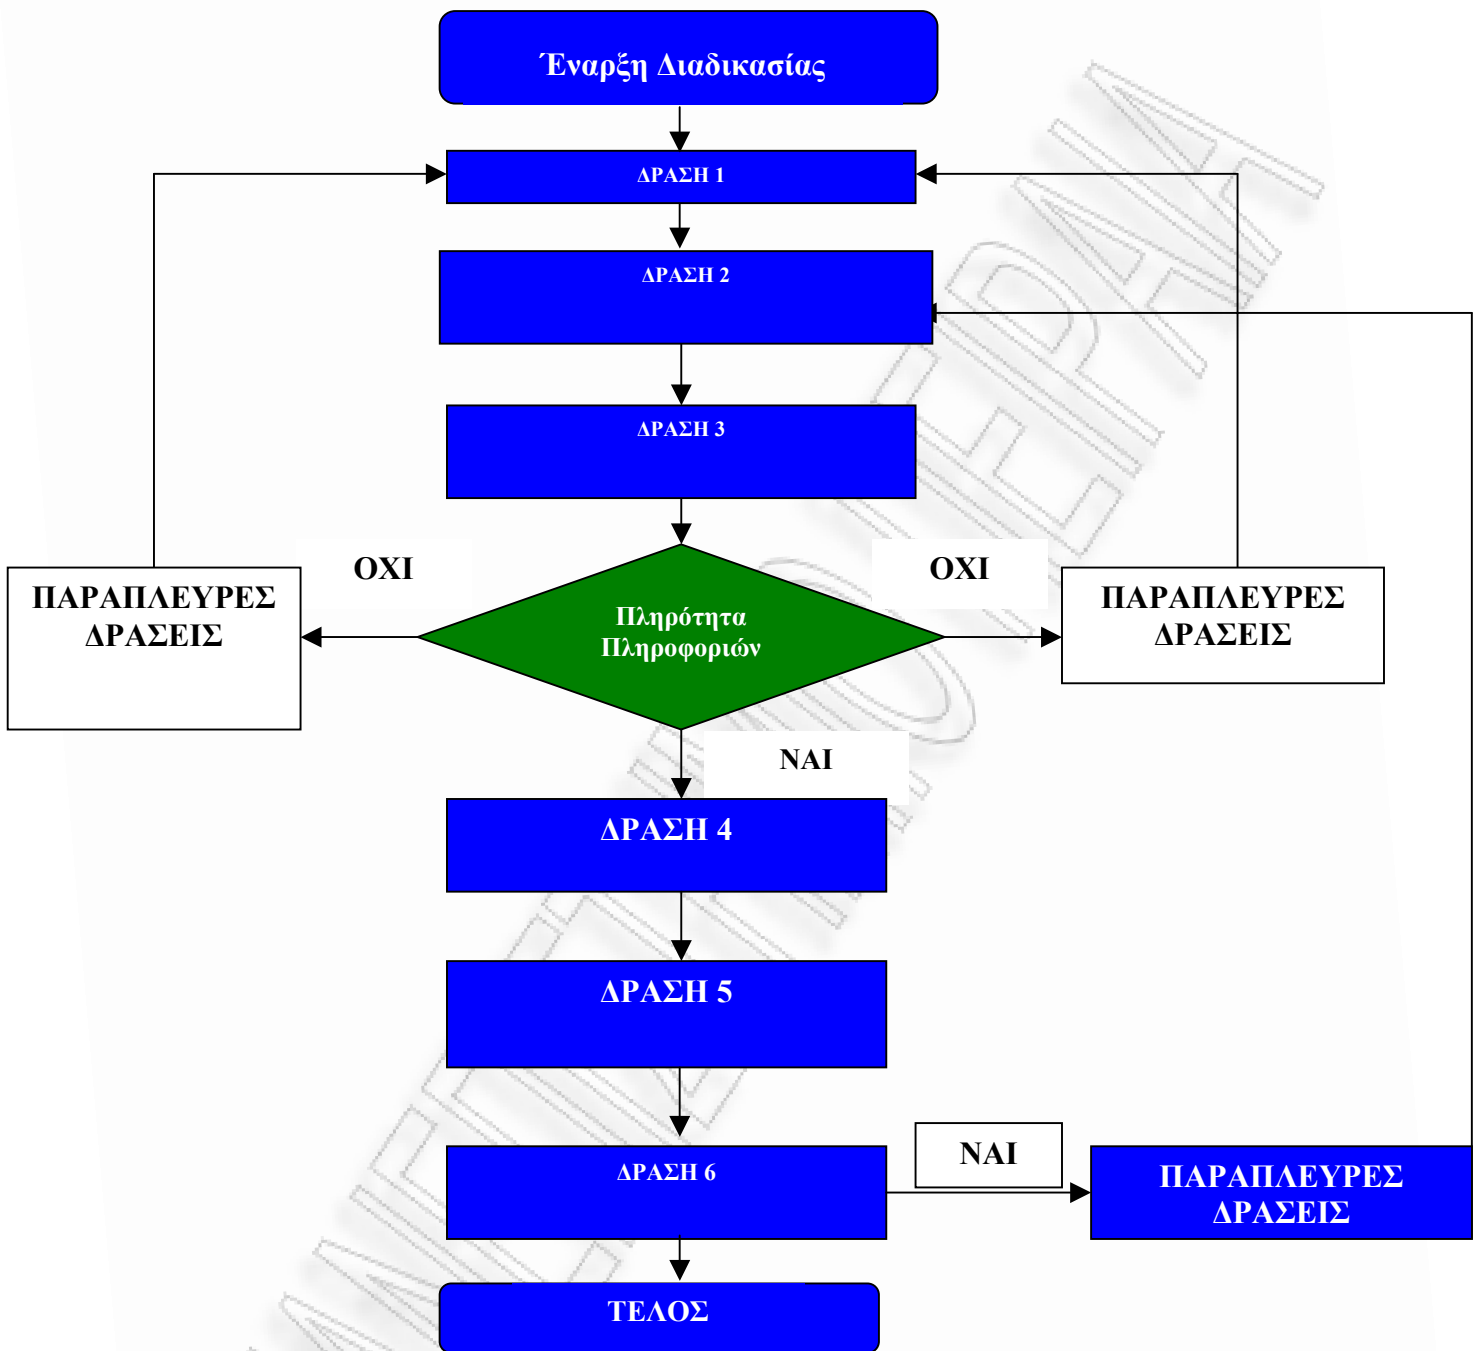 Έναρξη Διαδικασίας
ΔΡΑΣΗ 1
ΔΡΑΣΗ 2
ΔΡΑΣΗ 3
ΟΧΙ
ΟΧΙ
ΠΑΡΑΠΛΕΥΡΕΣ
ΔΡΑΣΕΙΣ
Πληρότητα
Πληροφοριών
ΠΑΡΑΠΛΕΥΡΕΣ
ΔΡΑΣΕΙΣ
ΝΑΙ
ΔΡΑΣΗ 4
ΔΡΑΣΗ 5
ΔΡΑΣΗ 6
ΝΑΙ
ΠΑΡΑΠΛΕΥΡΕΣ
ΔΡΑΣΕΙΣ
ΤΕΛΟΣ